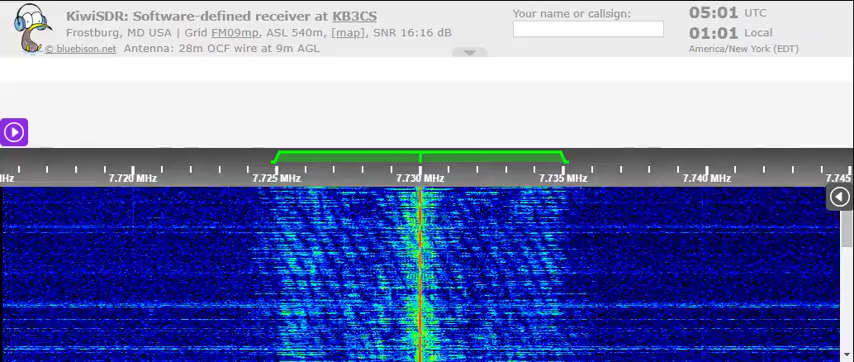 KiwiSDR: Software-defined receiver at KB3CS
Frostburg, MD USA | Grid FM09mp, ASL 540m, [map], SNR 16:16 dB
© bluebison.net Antenna: 28m OCF wire at 9m AGL
Your name or callsign:
05:01 UTC
01:01 Local
America/New York (EDT)
Hz 7.720 MHz 7.725 MHz 7.730 MHz 7.735 MHz 7.740 MHz 7.745